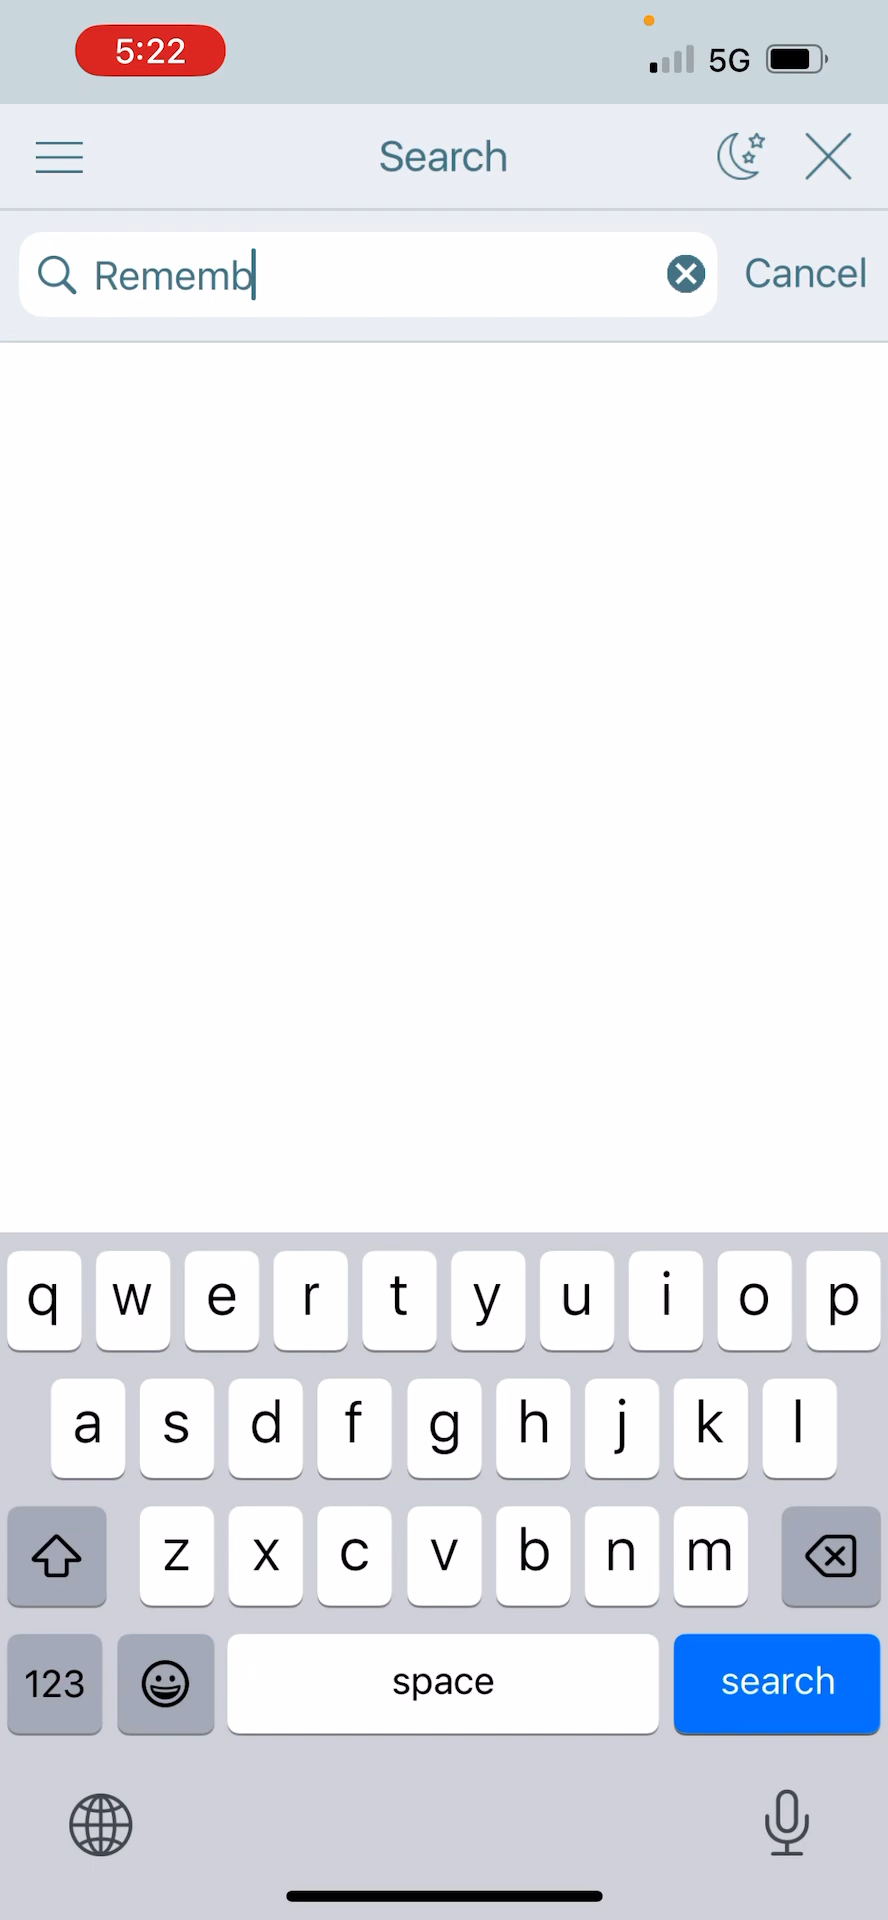 5:22 5G
Search
Rememb Cancel
q w e r t y u i o p
a s d f g h j k l
z x c v b n m
123 space search